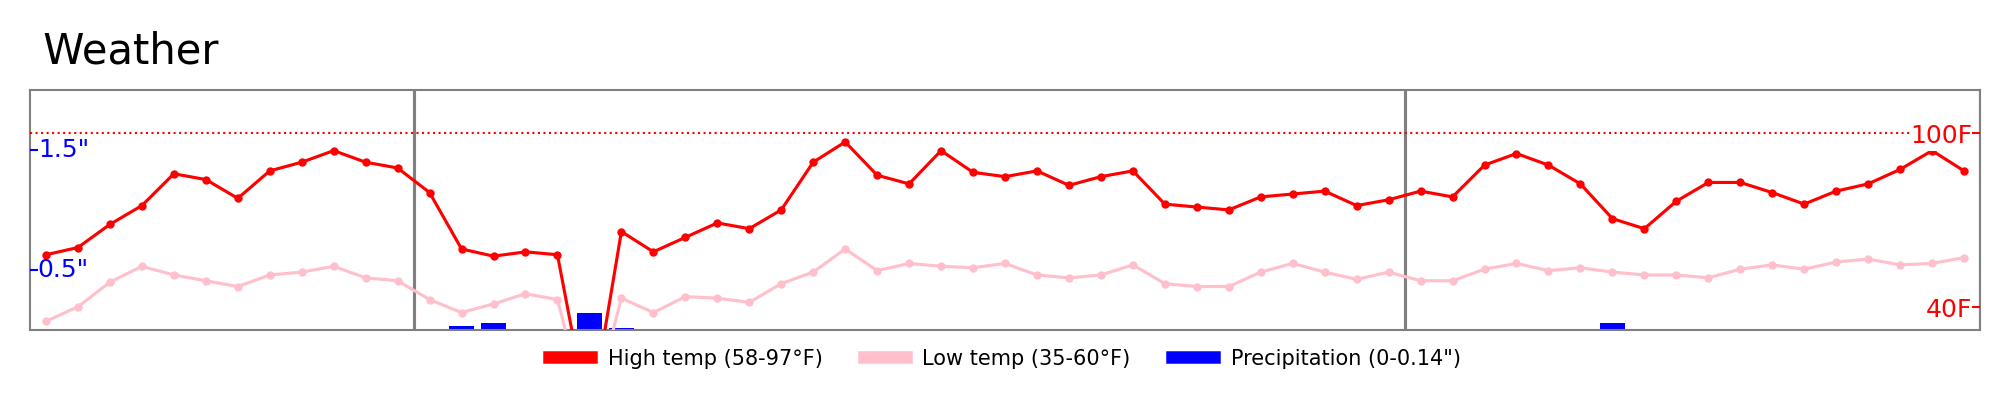 Weather
1.5"
100F
0.5"
40F
High temp (58-97°F)
Low temp (35-60°F)
Precipitation (0-0.14")